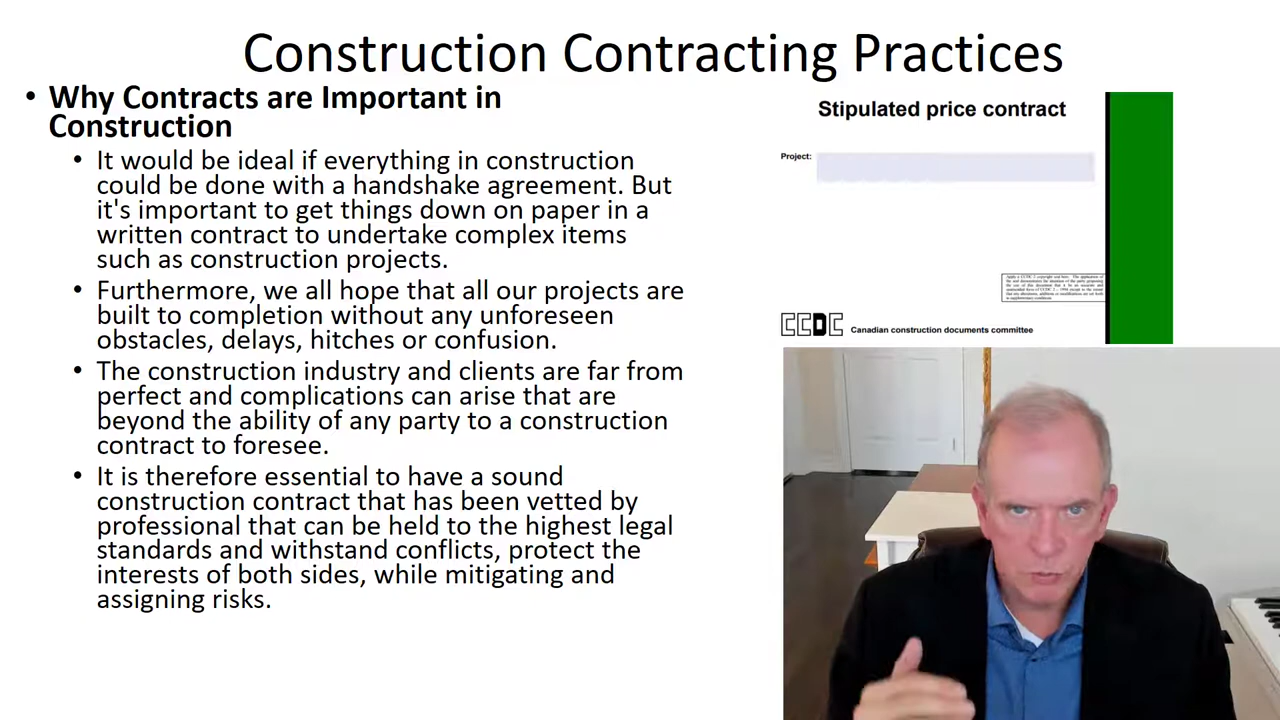 Construction Contracting Practices
• Why Contracts are Important in
Construction
• It would be ideal if everything in construction
could be done with a handshake agreement. But
it's important to get things down on paper in a
written contract to undertake complex items
such as construction projects.
• Furthermore, we all hope that all our projects are
built to completion without any unforeseen
obstacles, delays, hitches or confusion.
• The construction industry and clients are far from
perfect and complications can arise that are
beyond the ability of any party to a construction
contract to foresee.
• It is therefore essential to have a sound
construction contract that has been vetted by
professional that can be held to the highest legal
standards and withstand conflicts, protect the
interests of both sides, while mitigating and
assigning risks.
Stipulated price contract
Project:
CCDC Canadian construction documents committee